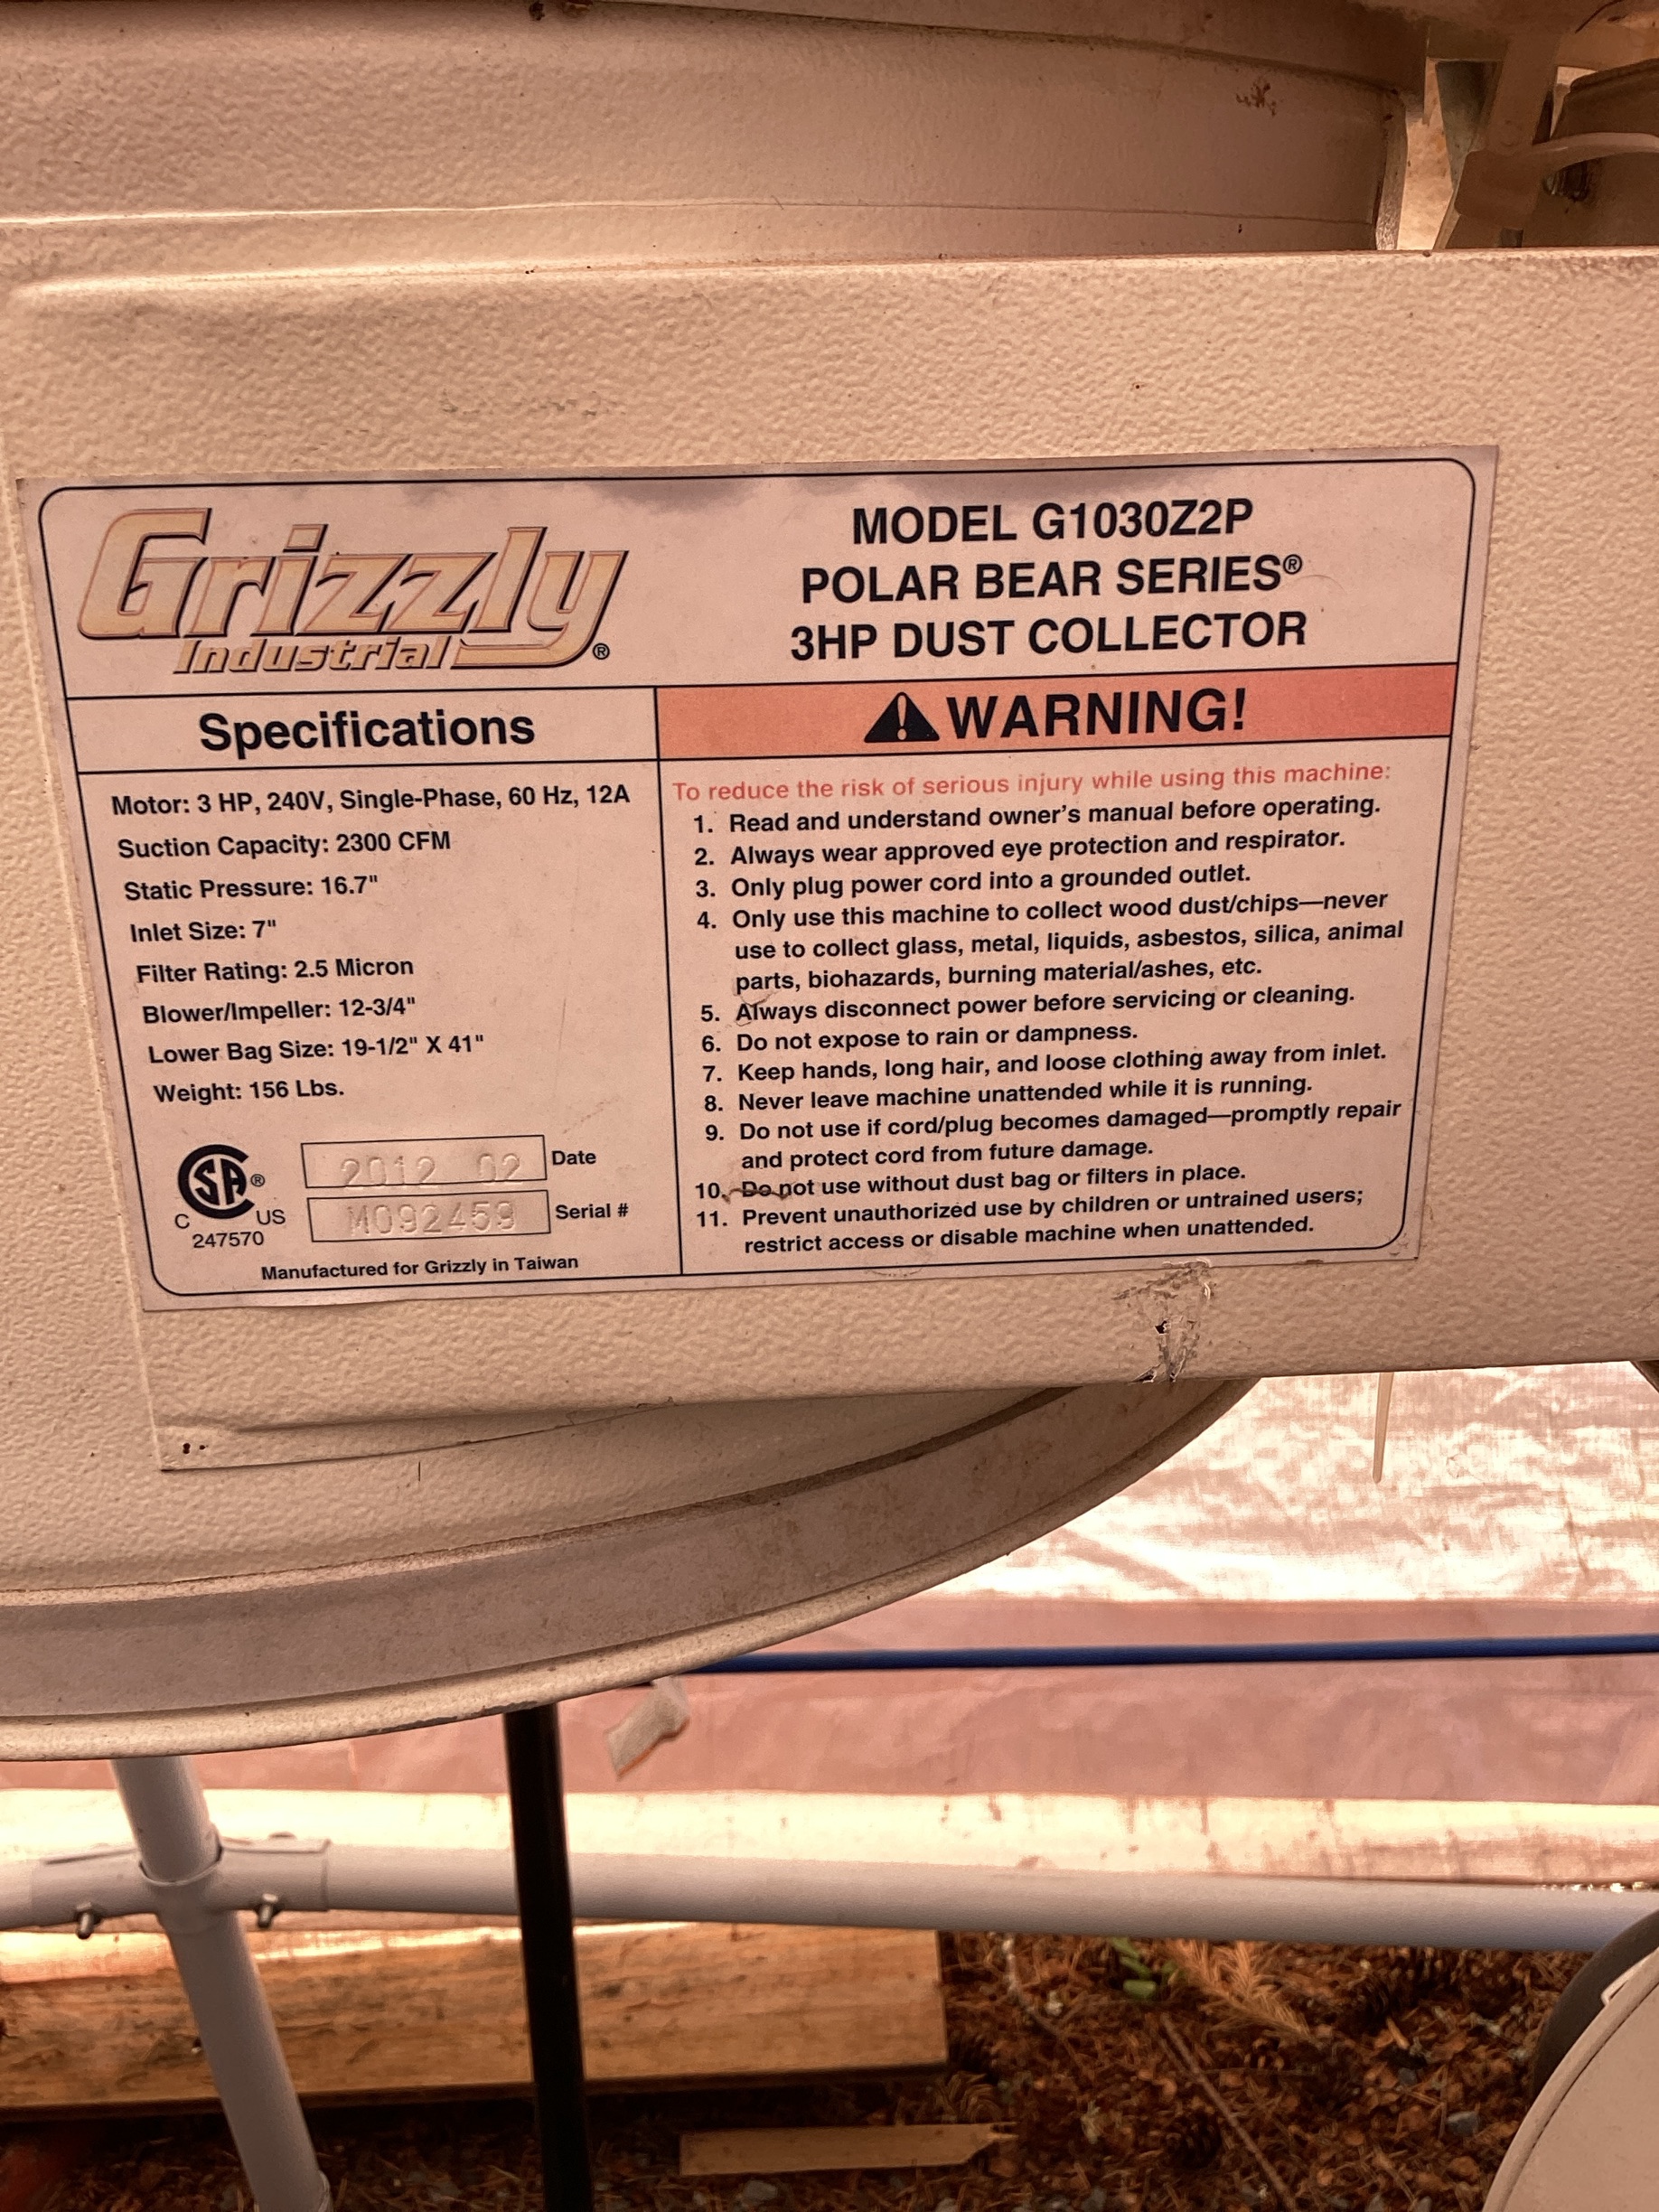 Grizzly
Industrial®
MODEL G1030Z2P
POLAR BEAR SERIES®
3HP DUST COLLECTOR
Specifications
Motor: 3 HP, 240V, Single-Phase, 60 Hz, 12A
Suction Capacity: 2300 CFM
Static Pressure: 16.7"
Inlet Size: 7"
Filter Rating: 2.5 Micron
Blower/Impeller: 12-3/4"
Lower Bag Size: 19-1/2" X 41"
Weight: 156 Lbs.
SA®
C US
247570
2012 02 Date
M092459 Serial #
Manufactured for Grizzly in Taiwan
WARNING!
To reduce the risk of serious injury while using this machine:
1. Read and understand owner's manual before operating.
2. Always wear approved eye protection and respirator.
3. Only plug power cord into a grounded outlet.
4. Only use this machine to collect wood dust/chips—never
use to collect glass, metal, liquids, asbestos, silica, animal
parts, biohazards, burning material/ashes, etc.
5. Always disconnect power before servicing or cleaning.
6. Do not expose to rain or dampness.
7. Keep hands, long hair, and loose clothing away from inlet.
8. Never leave machine unattended while it is running.
9. Do not use if cord/plug becomes damaged—promptly repair
and protect cord from future damage.
10. Do not use without dust bag or filters in place.
11. Prevent unauthorized use by children or untrained users;
restrict access or disable machine when unattended.